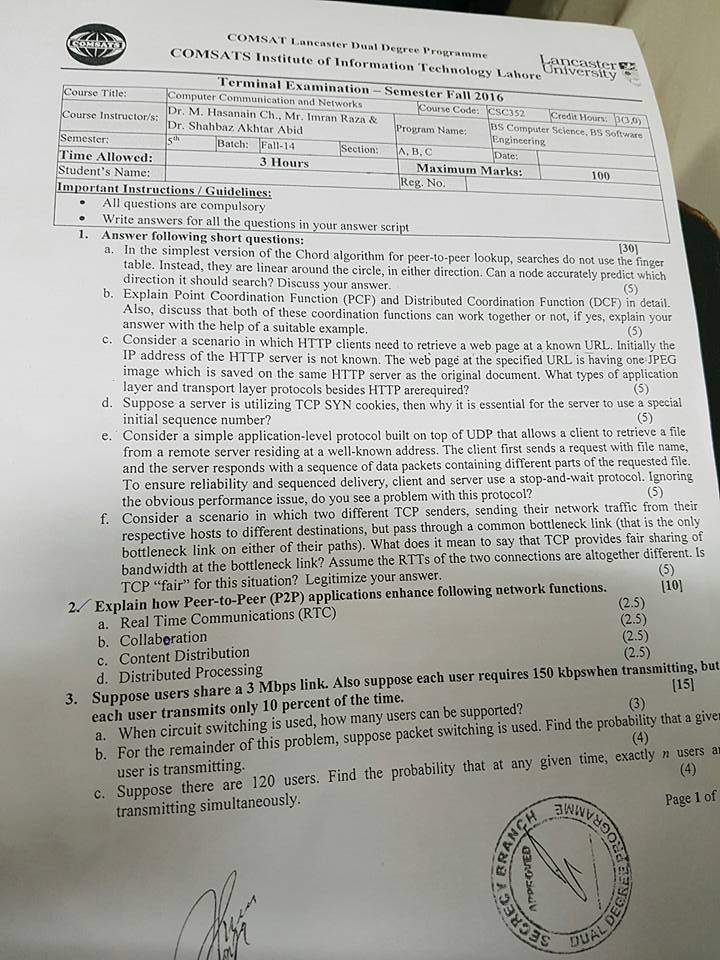 COMSATS
COMSAT Lancaster Dual Degree Programme
COMSATS Institute of Information Technology Lahore
Lancaster
University
Terminal Examination – Semester Fall 2016
Course Title: Computer Communication and Networks Course Code: CSC352 Credit Hours: 3(3,0)
Course Instructor/s: Dr. M. Hasanain Ch., Mr. Imran Raza &
Dr. Shahbaz Akhtar Abid
Program Name: BS Computer Science, BS Software
Engineering
Semester: 5th Batch: Fall-14 Section: A, B, C Date:
Time Allowed: 3 Hours Maximum Marks: 100
Student's Name: Reg. No.
Important Instructions / Guidelines:
• All questions are compulsory
• Write answers for all the questions in your answer script
1. Answer following short questions: [30]
a. In the simplest version of the Chord algorithm for peer-to-peer lookup, searches do not use the finger
table. Instead, they are linear around the circle, in either direction. Can a node accurately predict which
direction it should search? Discuss your answer. (5)
b. Explain Point Coordination Function (PCF) and Distributed Coordination Function (DCF) in detail.
Also, discuss that both of these coordination functions can work together or not, if yes, explain your
answer with the help of a suitable example. (5)
c. Consider a scenario in which HTTP clients need to retrieve a web page at a known URL. Initially the
IP address of the HTTP server is not known. The web page at the specified URL is having one JPEG
image which is saved on the same HTTP server as the original document. What types of application
layer and transport layer protocols besides HTTP arerequired? (5)
d. Suppose a server is utilizing TCP SYN cookies, then why it is essential for the server to use a special
initial sequence number? (5)
e. Consider a simple application-level protocol built on top of UDP that allows a client to retrieve a file
from a remote server residing at a well-known address. The client first sends a request with file name,
and the server responds with a sequence of data packets containing different parts of the requested file.
To ensure reliability and sequenced delivery, client and server use a stop-and-wait protocol. Ignoring
the obvious performance issue, do you see a problem with this protocol? (5)
f. Consider a scenario in which two different TCP senders, sending their network traffic from their
respective hosts to different destinations, but pass through a common bottleneck link (that is the only
bottleneck link on either of their paths). What does it mean to say that TCP provides fair sharing of
bandwidth at the bottleneck link? Assume the RTTs of the two connections are altogether different. Is
TCP “fair” for this situation? Legitimize your answer. (5)
2. Explain how Peer-to-Peer (P2P) applications enhance following network functions. [10]
a. Real Time Communications (RTC) (2.5)
b. Collaberation (2.5)
c. Content Distribution (2.5)
d. Distributed Processing (2.5)
3. Suppose users share a 3 Mbps link. Also suppose each user requires 150 kbpswhen transmitting, but
each user transmits only 10 percent of the time. [15]
a. When circuit switching is used, how many users can be supported? (3)
b. For the remainder of this problem, suppose packet switching is used. Find the probability that a give
user is transmitting. (4)
c. Suppose there are 120 users. Find the probability that at any given time, exactly n users a
transmitting simultaneously. (4)
Page 1 of
SECRECY BRANCH
APPROVED
DUAL DEGREE PROGRAMME